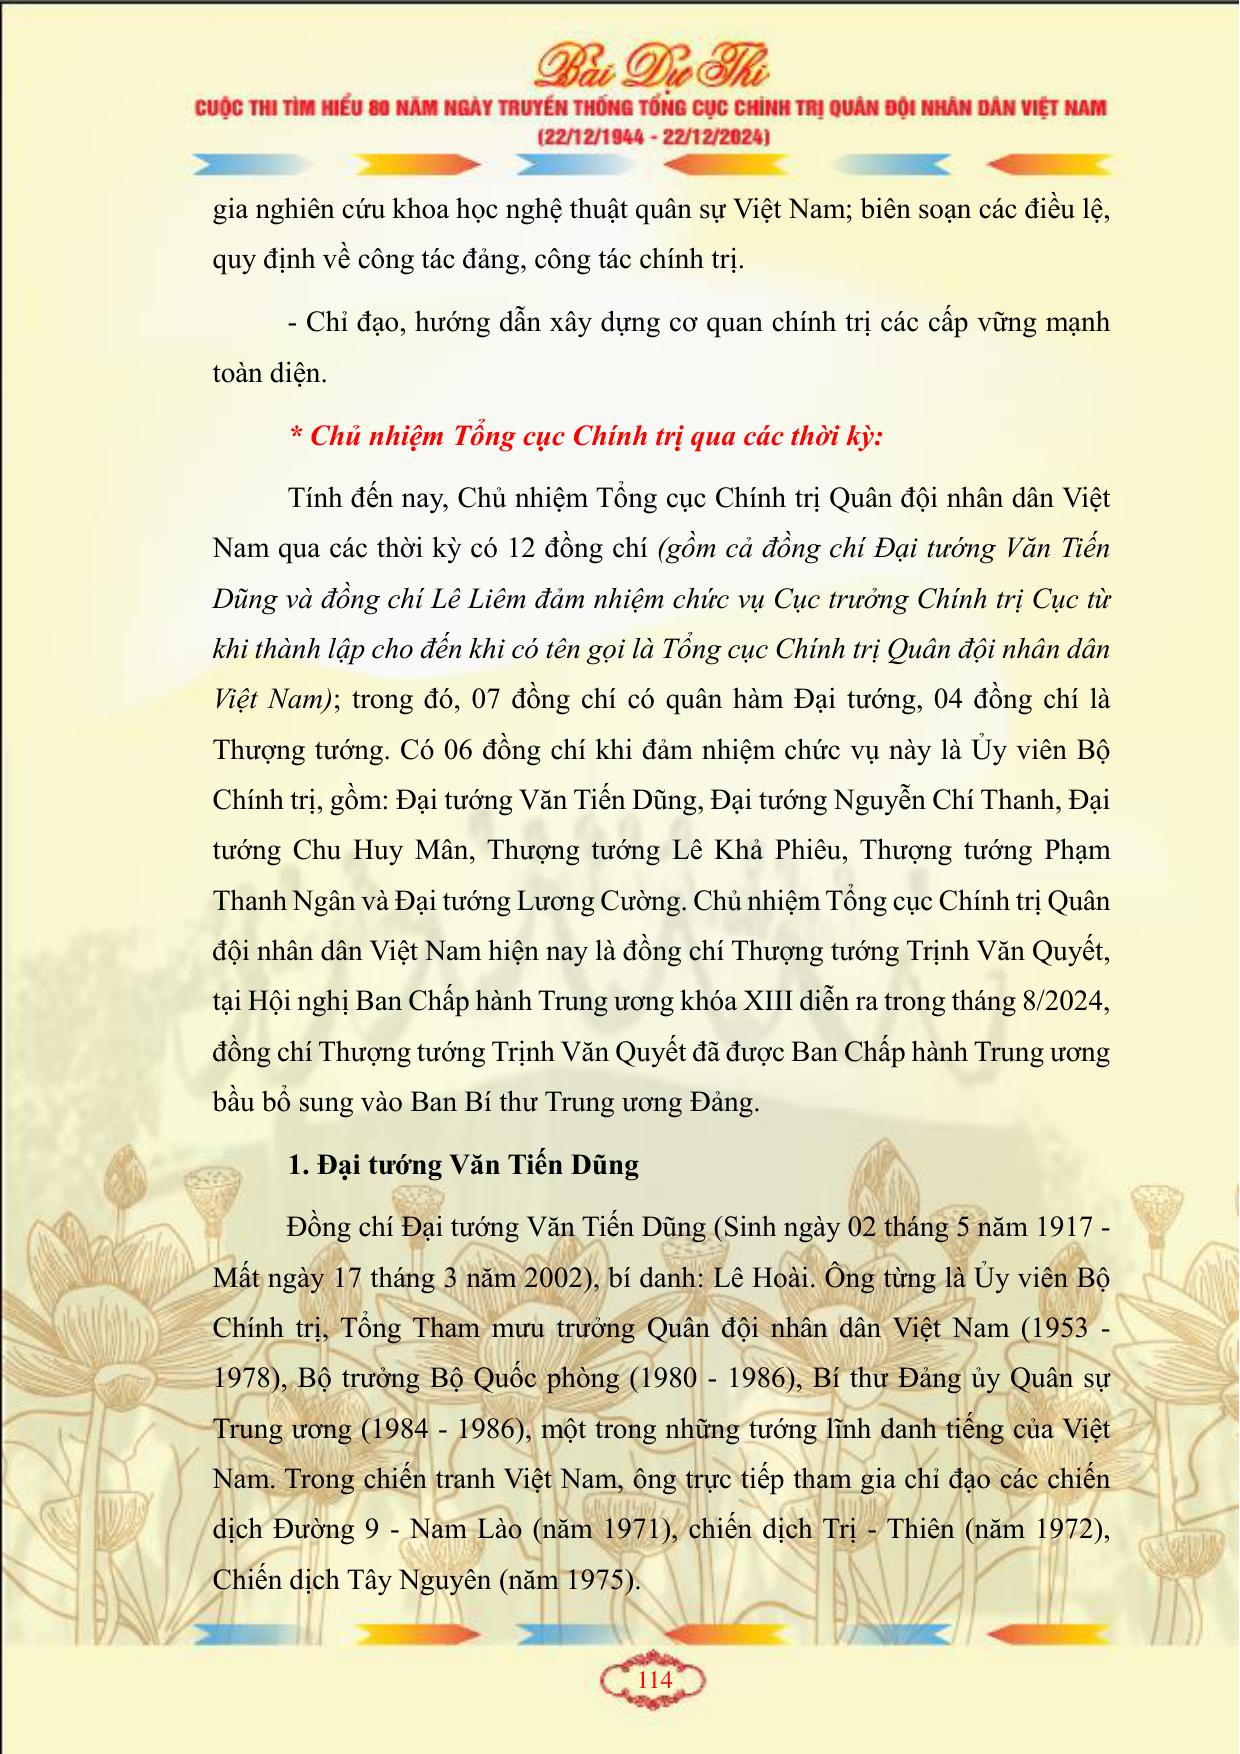 Bài Dự Thi
CUỘC THI TÌM HIỂU 80 NĂM NGÀY TRUYỀN THỐNG TỔNG CỤC CHÍNH TRỊ QUÂN ĐỘI NHÂN DÂN VIỆT NAM
(22/12/1944 - 22/12/2024)
gia nghiên cứu khoa học nghệ thuật quân sự Việt Nam; biên soạn các điều lệ,
quy định về công tác đảng, công tác chính trị.
- Chỉ đạo, hướng dẫn xây dựng cơ quan chính trị các cấp vững mạnh
toàn diện.
* Chủ nhiệm Tổng cục Chính trị qua các thời kỳ:
Tính đến nay, Chủ nhiệm Tổng cục Chính trị Quân đội nhân dân Việt
Nam qua các thời kỳ có 12 đồng chí (gồm cả đồng chí Đại tướng Văn Tiến
Dũng và đồng chí Lê Liêm đảm nhiệm chức vụ Cục trưởng Chính trị Cục từ
khi thành lập cho đến khi có tên gọi là Tổng cục Chính trị Quân đội nhân dân
Việt Nam); trong đó, 07 đồng chí có quân hàm Đại tướng, 04 đồng chí là
Thượng tướng. Có 06 đồng chí khi đảm nhiệm chức vụ này là Ủy viên Bộ
Chính trị, gồm: Đại tướng Văn Tiến Dũng, Đại tướng Nguyễn Chí Thanh, Đại
tướng Chu Huy Mân, Thượng tướng Lê Khả Phiêu, Thượng tướng Phạm
Thanh Ngân và Đại tướng Lương Cường. Chủ nhiệm Tổng cục Chính trị Quân
đội nhân dân Việt Nam hiện nay là đồng chí Thượng tướng Trịnh Văn Quyết,
tại Hội nghị Ban Chấp hành Trung ương khóa XIII diễn ra trong tháng 8/2024,
đồng chí Thượng tướng Trịnh Văn Quyết đã được Ban Chấp hành Trung ương
bầu bổ sung vào Ban Bí thư Trung ương Đảng.
1. Đại tướng Văn Tiến Dũng
Đồng chí Đại tướng Văn Tiến Dũng (Sinh ngày 02 tháng 5 năm 1917 -
Mất ngày 17 tháng 3 năm 2002), bí danh: Lê Hoài. Ông từng là Ủy viên Bộ
Chính trị, Tổng Tham mưu trưởng Quân đội nhân dân Việt Nam (1953 -
1978), Bộ trưởng Bộ Quốc phòng (1980 - 1986), Bí thư Đảng ủy Quân sự
Trung ương (1984 - 1986), một trong những tướng lĩnh danh tiếng của Việt
Nam. Trong chiến tranh Việt Nam, ông trực tiếp tham gia chỉ đạo các chiến
dịch Đường 9 - Nam Lào (năm 1971), chiến dịch Trị - Thiên (năm 1972),
Chiến dịch Tây Nguyên (năm 1975).
114